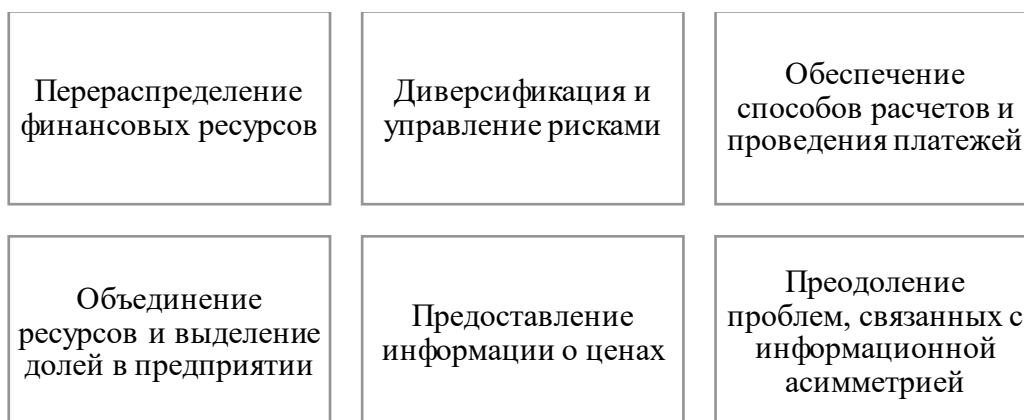 Перераспределение
финансовых ресурсов
Диверсификация и
управление рисками
Обеспечение
способов расчетов и
проведения платежей
Объединение
ресурсов и выделение
долей в предприятии
Предоставление
информации о ценах
Преодоление
проблем, связанных с
информационной
асимметрией